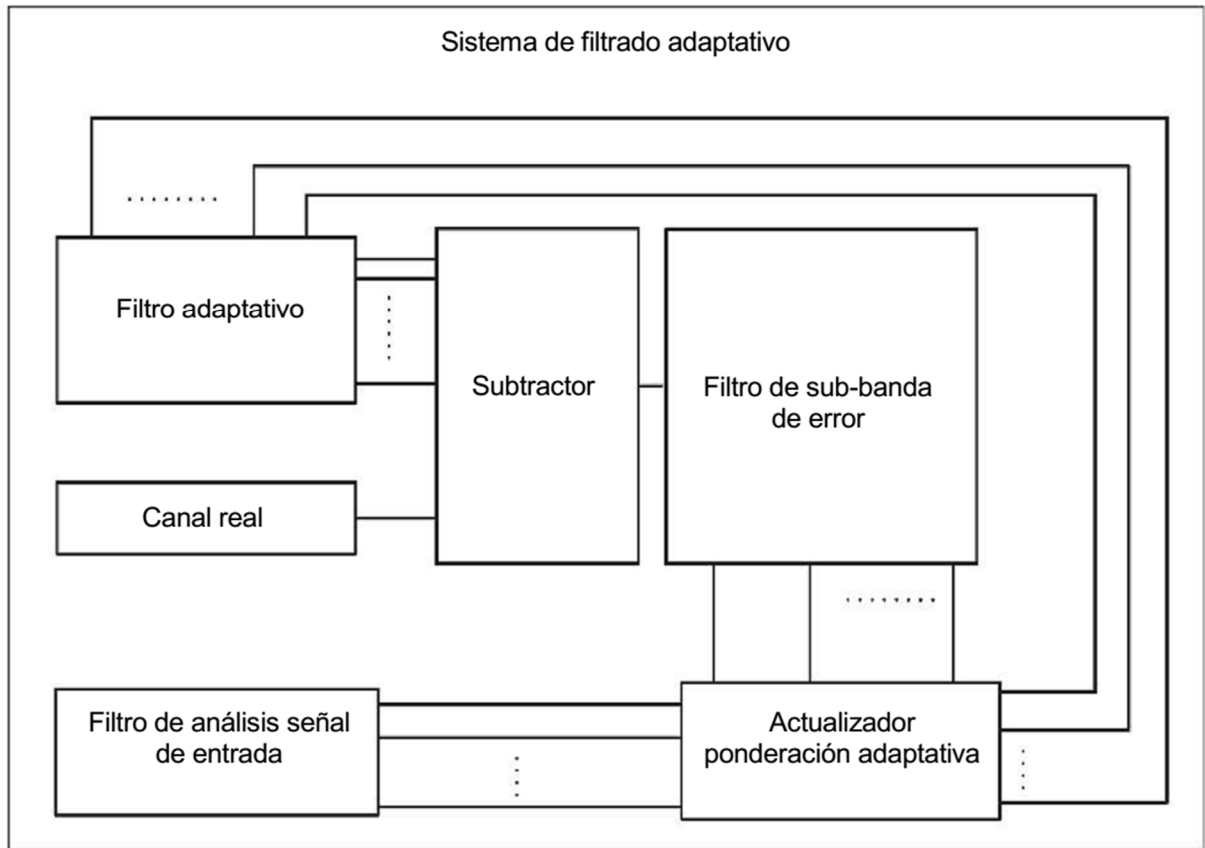 Sistema de filtrado adaptativo
Filtro adaptativo
Subtractor
Filtro de sub-banda
de error
Canal real
Filtro de análisis señal
de entrada
Actualizador
ponderación adaptativa